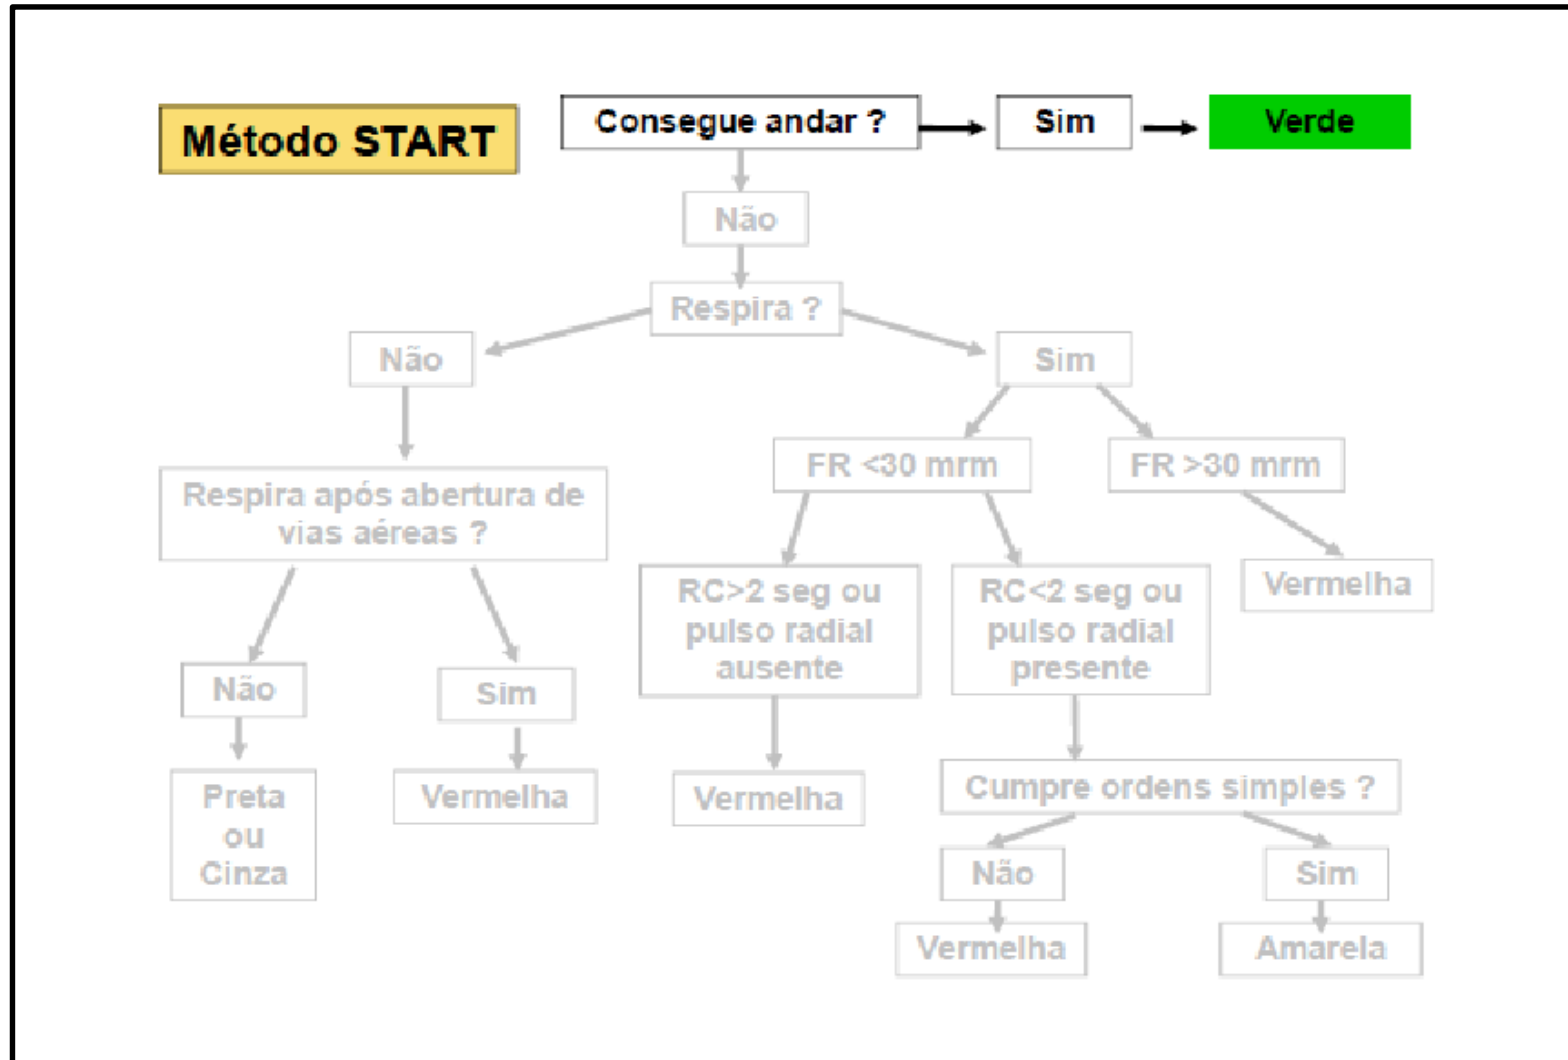 Método START
Consegue andar ?
Sim
Verde
Não
Respira ?
Não
Sim
FR <30 mrm
FR >30 mrm
Respira após abertura de
vias aéreas ?
RC>2 seg ou
pulso radial
ausente
RC<2 seg ou
pulso radial
presente
Vermelha
Não
Sim
Preta
ou
Cinza
Vermelha
Vermelha
Cumpre ordens simples ?
Não
Sim
Vermelha
Amarela